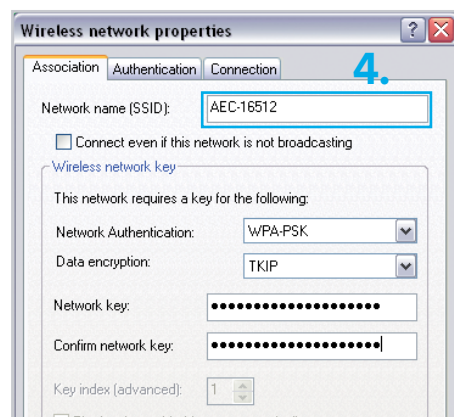 Wireless network properties
Association Authentication Connection
4.
Network name (SSID): AEC-16512
Connect even if this network is not broadcasting
Wireless network key
This network requires a key for the following:
Network Authentication: WPA-PSK
Data encryption: TKIP
Network key: ●●●●●●●●●●●●●●●●●●●
Confirm network key: ●●●●●●●●●●●●●●●●●●●
Key index (advanced): 1